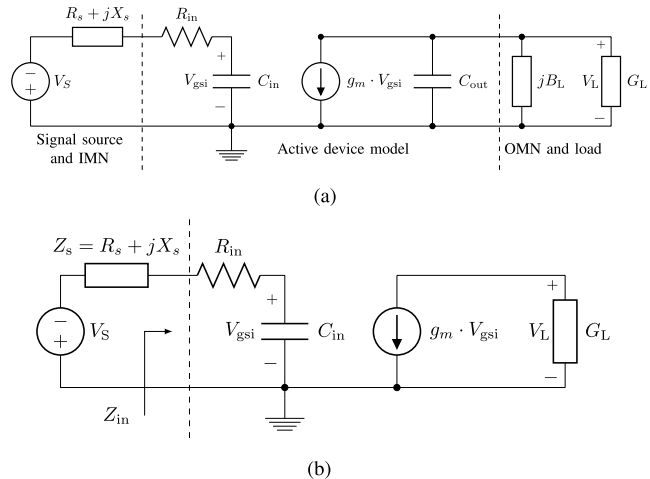 R_s + jX_s
R_in
− + V_S
V_gsi + −
C_in
g_m · V_gsi
C_out
jB_L
+ V_L −
G_L
Signal source
and IMN
Active device model
OMN and load
(a)
Z_s = R_s + jX_s
R_in
− + V_S
+ V_gsi −
C_in
g_m · V_gsi
+ V_L −
G_L
Z_in
(b)